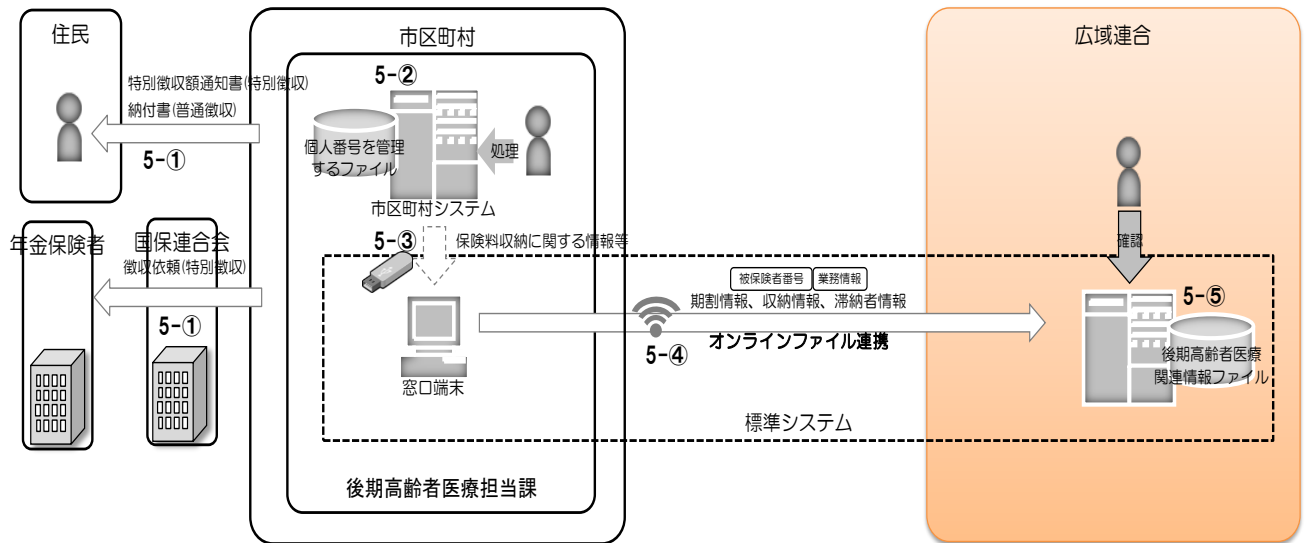 住民
市区町村
広域連合
特別徴収額通知書(特別徴収)
納付書(普通徴収)
5-①
5-②
個人番号を管理
するファイル
処理
市区町村システム
年金保険者
国保連合会
徴収依頼(特別徴収)
5-①
5-③
保険料収納に関する情報等
確認
被保険者番号
業務情報
期割情報、収納情報、滞納者情報
5-④
オンラインファイル連携
窓口端末
5-⑤
後期高齢者医療
関連情報ファイル
標準システム
後期高齢者医療担当課